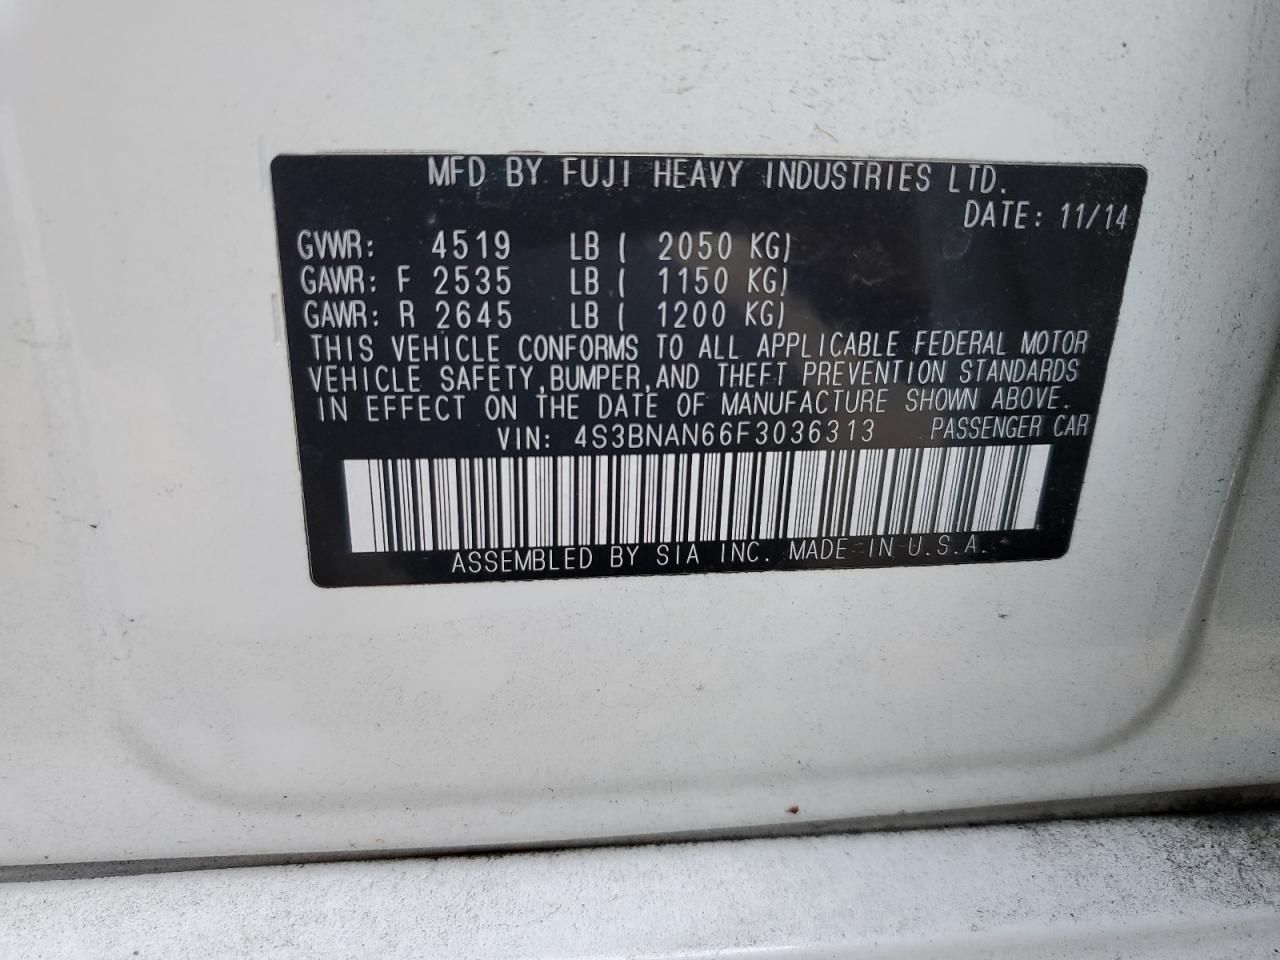 MFD BY FUJI HEAVY INDUSTRIES LTD.
DATE: 11/14
GVWR: 4519 LB ( 2050 KG)
GAWR: F 2535 LB ( 1150 KG)
GAWR: R 2645 LB ( 1200 KG)
THIS VEHICLE CONFORMS TO ALL APPLICABLE FEDERAL MOTOR
VEHICLE SAFETY,BUMPER,AND THEFT PREVENTION STANDARDS
IN EFFECT ON THE DATE OF MANUFACTURE SHOWN ABOVE.
VIN: 4S3BNAN66F3036313 PASSENGER CAR
ASSEMBLED BY SIA INC. MADE IN U.S.A.